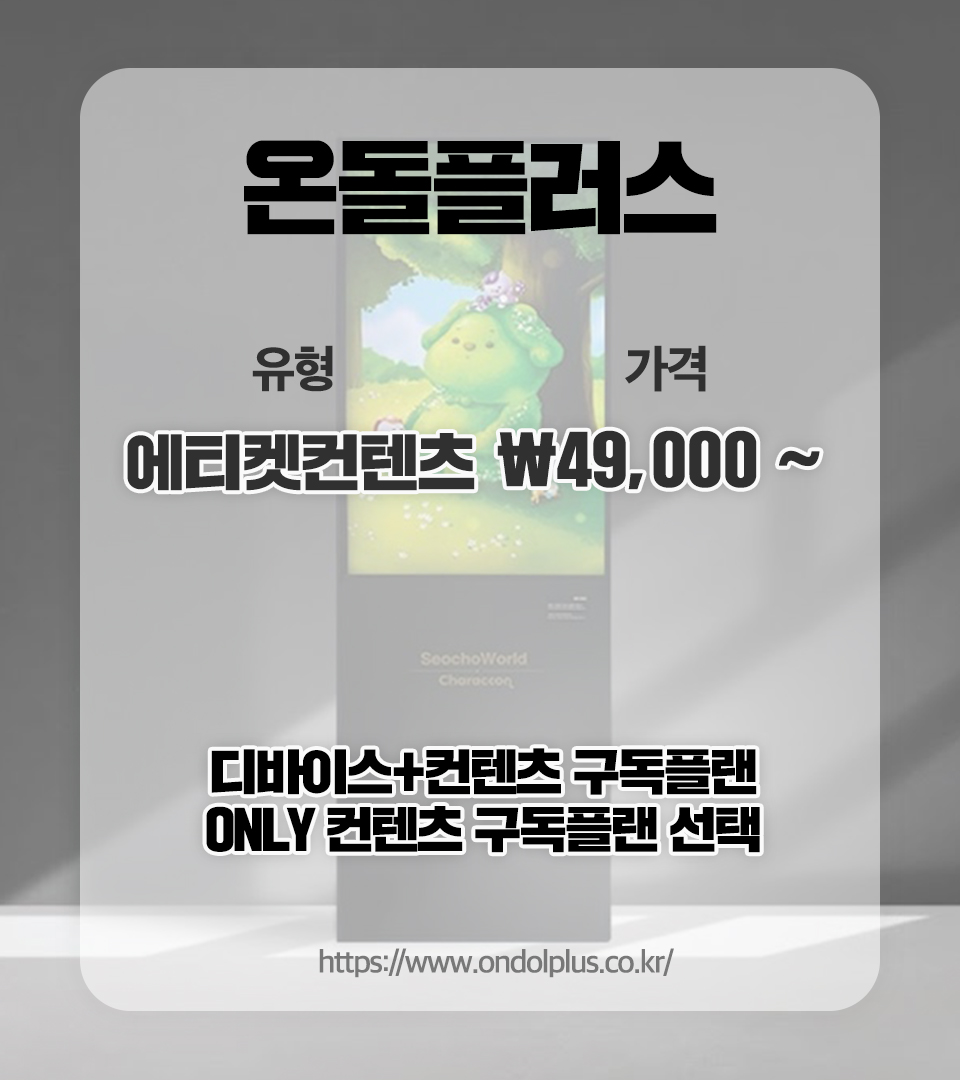 온돌플러스
유형 가격
에티켓컨텐츠 ₩49,000 ~
SeochoWorld
디바이스+컨텐츠 구독플랜
ONLY 컨텐츠 구독플랜 선택
https://www.ondolplus.co.kr/